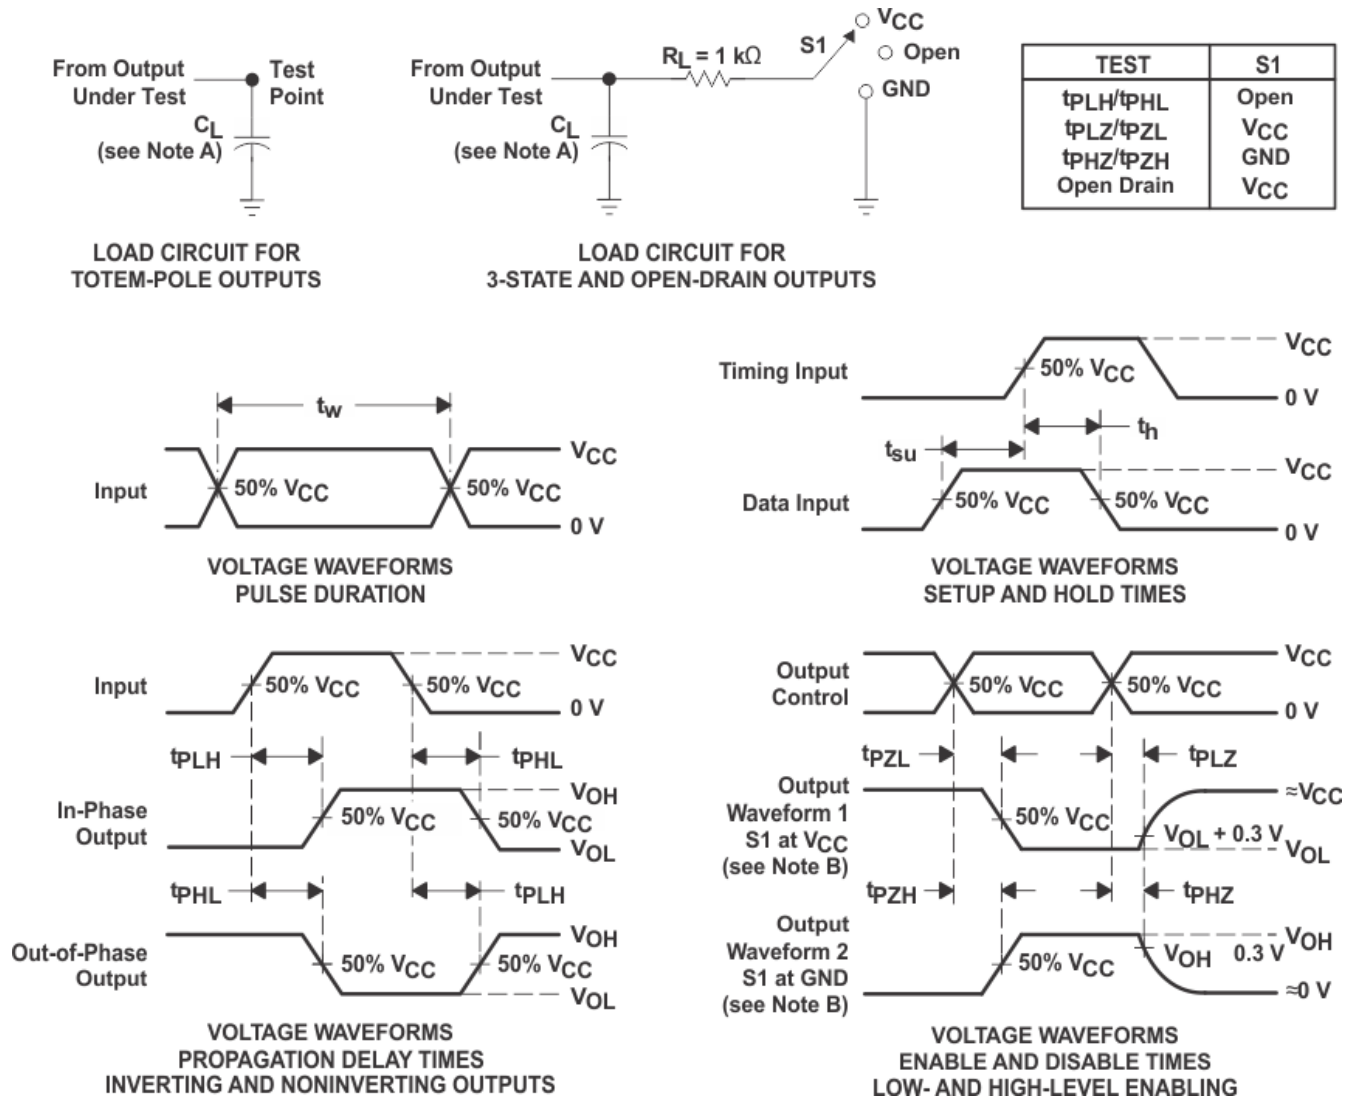 From Output
Under Test
Test
Point
CL
(see Note A)
LOAD CIRCUIT FOR
TOTEM-POLE OUTPUTS
From Output
Under Test
RL = 1 kΩ
S1
VCC
Open
GND
CL
(see Note A)
LOAD CIRCUIT FOR
3-STATE AND OPEN-DRAIN OUTPUTS
TEST S1
tPLH/tPHL Open
tPLZ/tPZL VCC
tPHZ/tPZH GND
Open Drain VCC
tw
Input
50% VCC
50% VCC
VCC
0 V
VOLTAGE WAVEFORMS
PULSE DURATION
Timing Input
50% VCC
VCC
0 V
tsu
th
Data Input
50% VCC
50% VCC
VCC
0 V
VOLTAGE WAVEFORMS
SETUP AND HOLD TIMES
Input
50% VCC
50% VCC
VCC
0 V
tPLH
tPHL
In-Phase
Output
50% VCC
50% VCC
VOH
VOL
tPHL
tPLH
Out-of-Phase
Output
50% VCC
50% VCC
VOH
VOL
VOLTAGE WAVEFORMS
PROPAGATION DELAY TIMES
INVERTING AND NONINVERTING OUTPUTS
Output
Control
50% VCC
50% VCC
VCC
0 V
tPZL
tPLZ
Output
Waveform 1
S1 at VCC
(see Note B)
50% VCC
VOL + 0.3 V
≈VCC
VOL
tPZH
tPHZ
Output
Waveform 2
S1 at GND
(see Note B)
50% VCC
VOH 0.3 V
VOH
≈0 V
VOLTAGE WAVEFORMS
ENABLE AND DISABLE TIMES
LOW- AND HIGH-LEVEL ENABLING